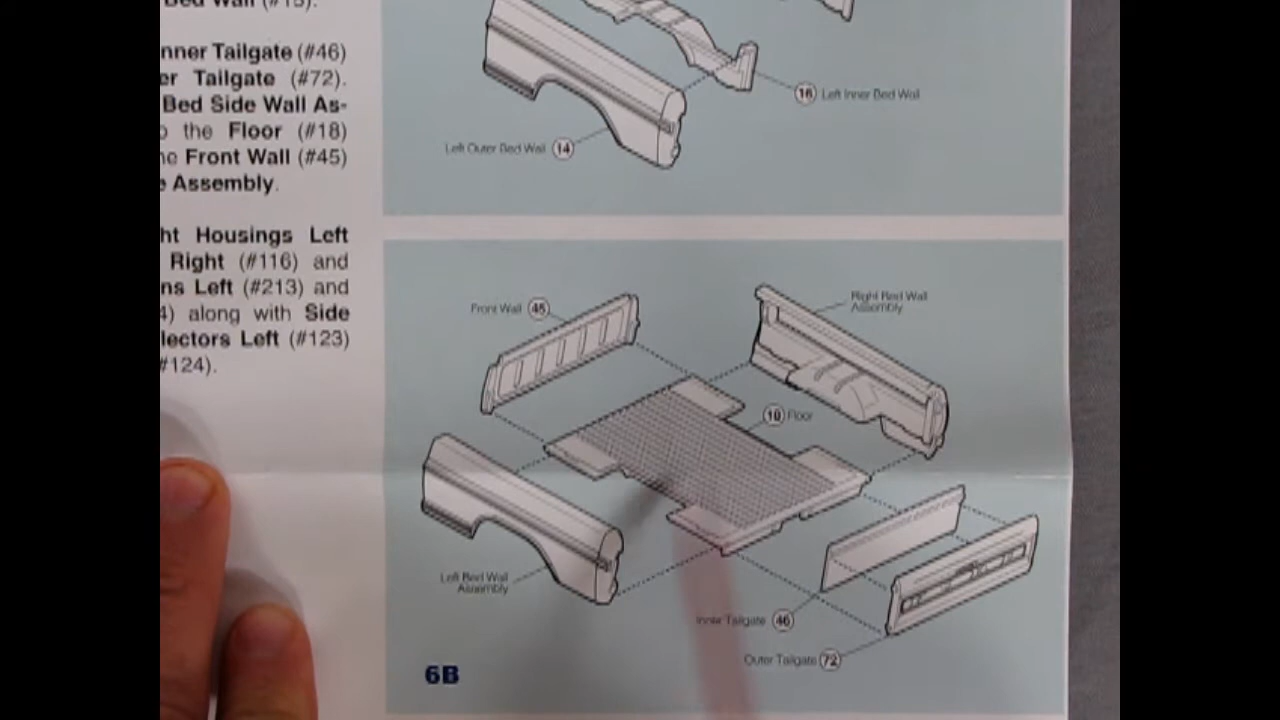 Bed Wall (#15).
nner Tailgate (#46)
er Tailgate (#72).
Bed Side Wall As-
o the Floor (#18)
he Front Wall (#45)
e Assembly.
ht Housings Left
Right (#116) and
ns Left (#213) and
4) along with Side
lectors Left (#123)
#124).
16 Left Inner Bed Wall
Left Outer Bed Wall 14
Front Wall 45
Right Bed Wall
Assembly
Floor
Left Bed Wall
Assembly
Inner Tailgate 46
Outer Tailgate 72
6B